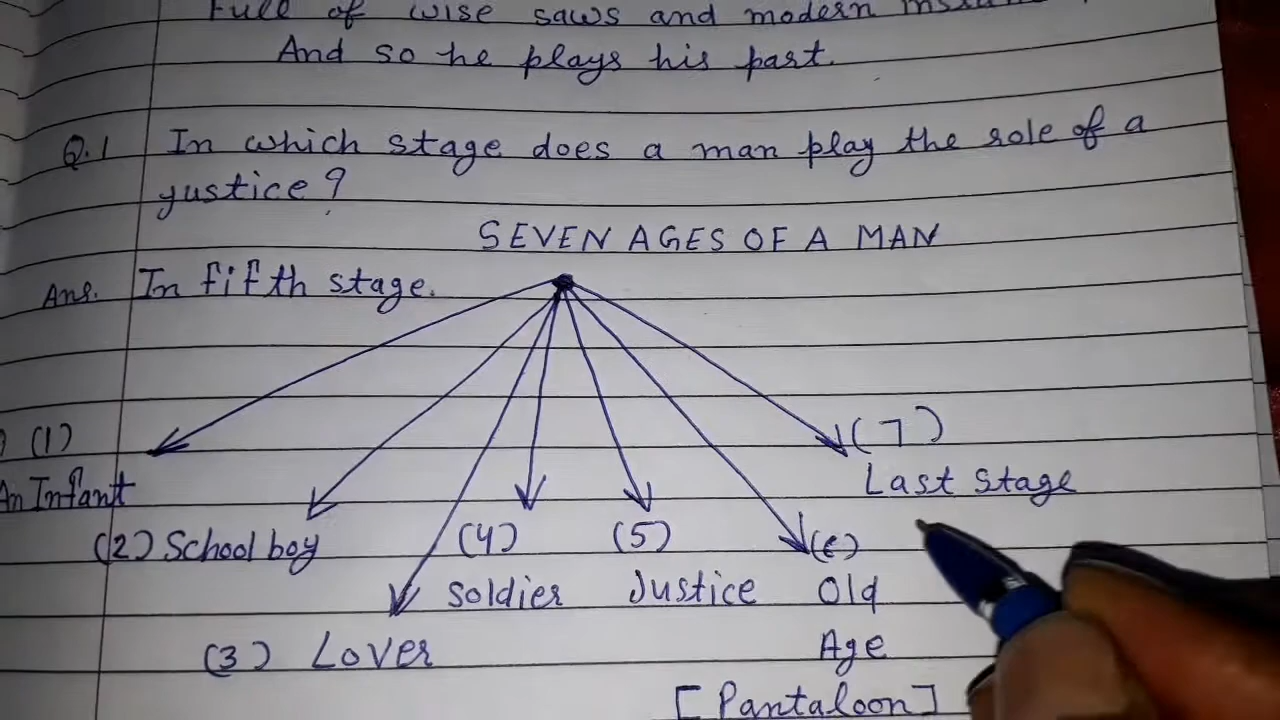 Full of wise saws and modern
And so he plays his part.
Q.1 In which stage does a man play the role of a
justice?
SEVEN AGES OF A MAN
Ans. In fifth stage.
(1)
An Infant
(7)
Last Stage
(2) School boy
(4)
(5)
(6)
Soldier
Justice
Old
(3) Lover
Age
[Pantaloon]